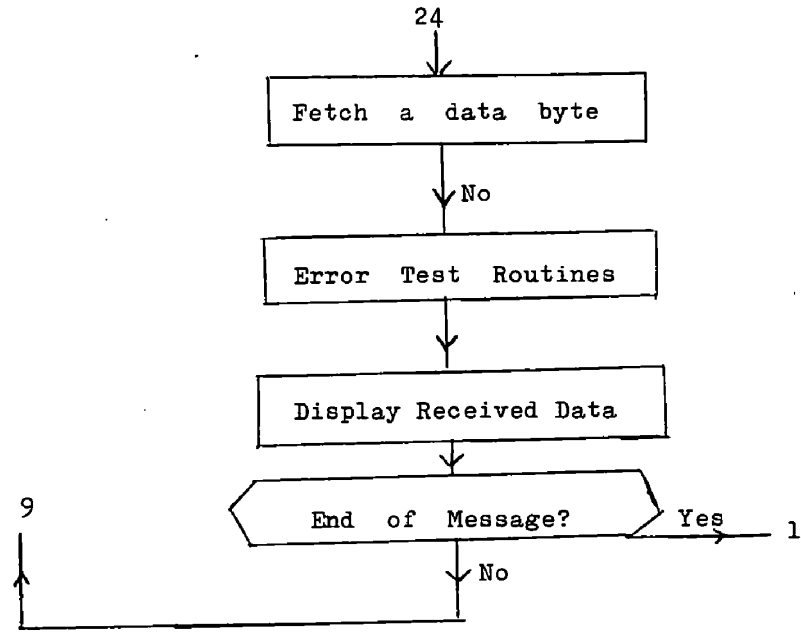 24
Fetch a data byte
No
Error Test Routines
Display Received Data
End of Message?
Yes
1
9
No